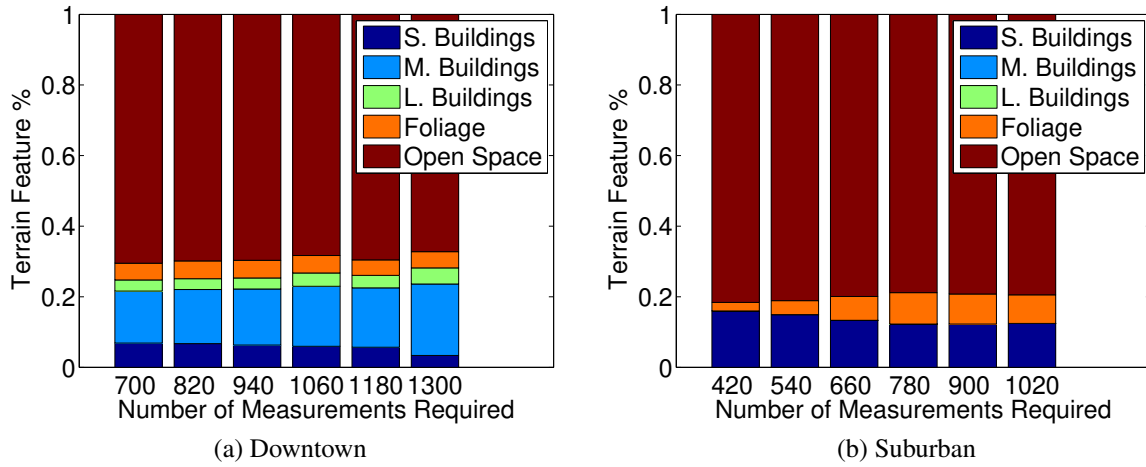 1
0.8
0.6
0.4
0.2
0
Terrain Feature %
S. Buildings
M. Buildings
L. Buildings
Foliage
Open Space
700 820 940 1060 1180 1300
Number of Measurements Required
(a) Downtown
1
0.8
0.6
0.4
0.2
0
Terrain Feature %
S. Buildings
M. Buildings
L. Buildings
Foliage
Open Space
420 540 660 780 900 1020
Number of Measurements Required
(b) Suburban